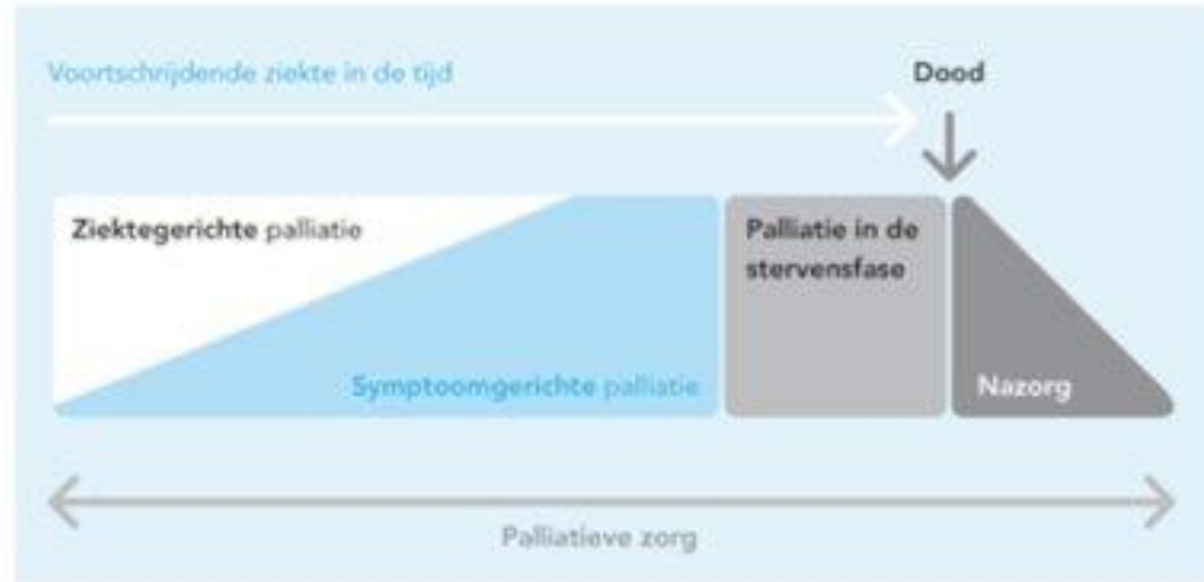 Voortschrijdende ziekte in de tijd
Dood
Ziektegerichte palliatie
Palliatie in de
stervensfase
Symptoomgerichte palliatie
Nazorg
Palliatieve zorg